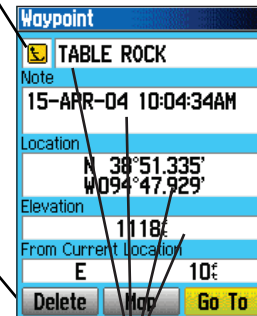 Waypoint
TABLE ROCK
Note
15-APR-04 10:04:34AM
Location
N 38°51.335'
W094°47.929'
Elevation
1118ft
From Current Location
E 10ft
Delete Map Go To